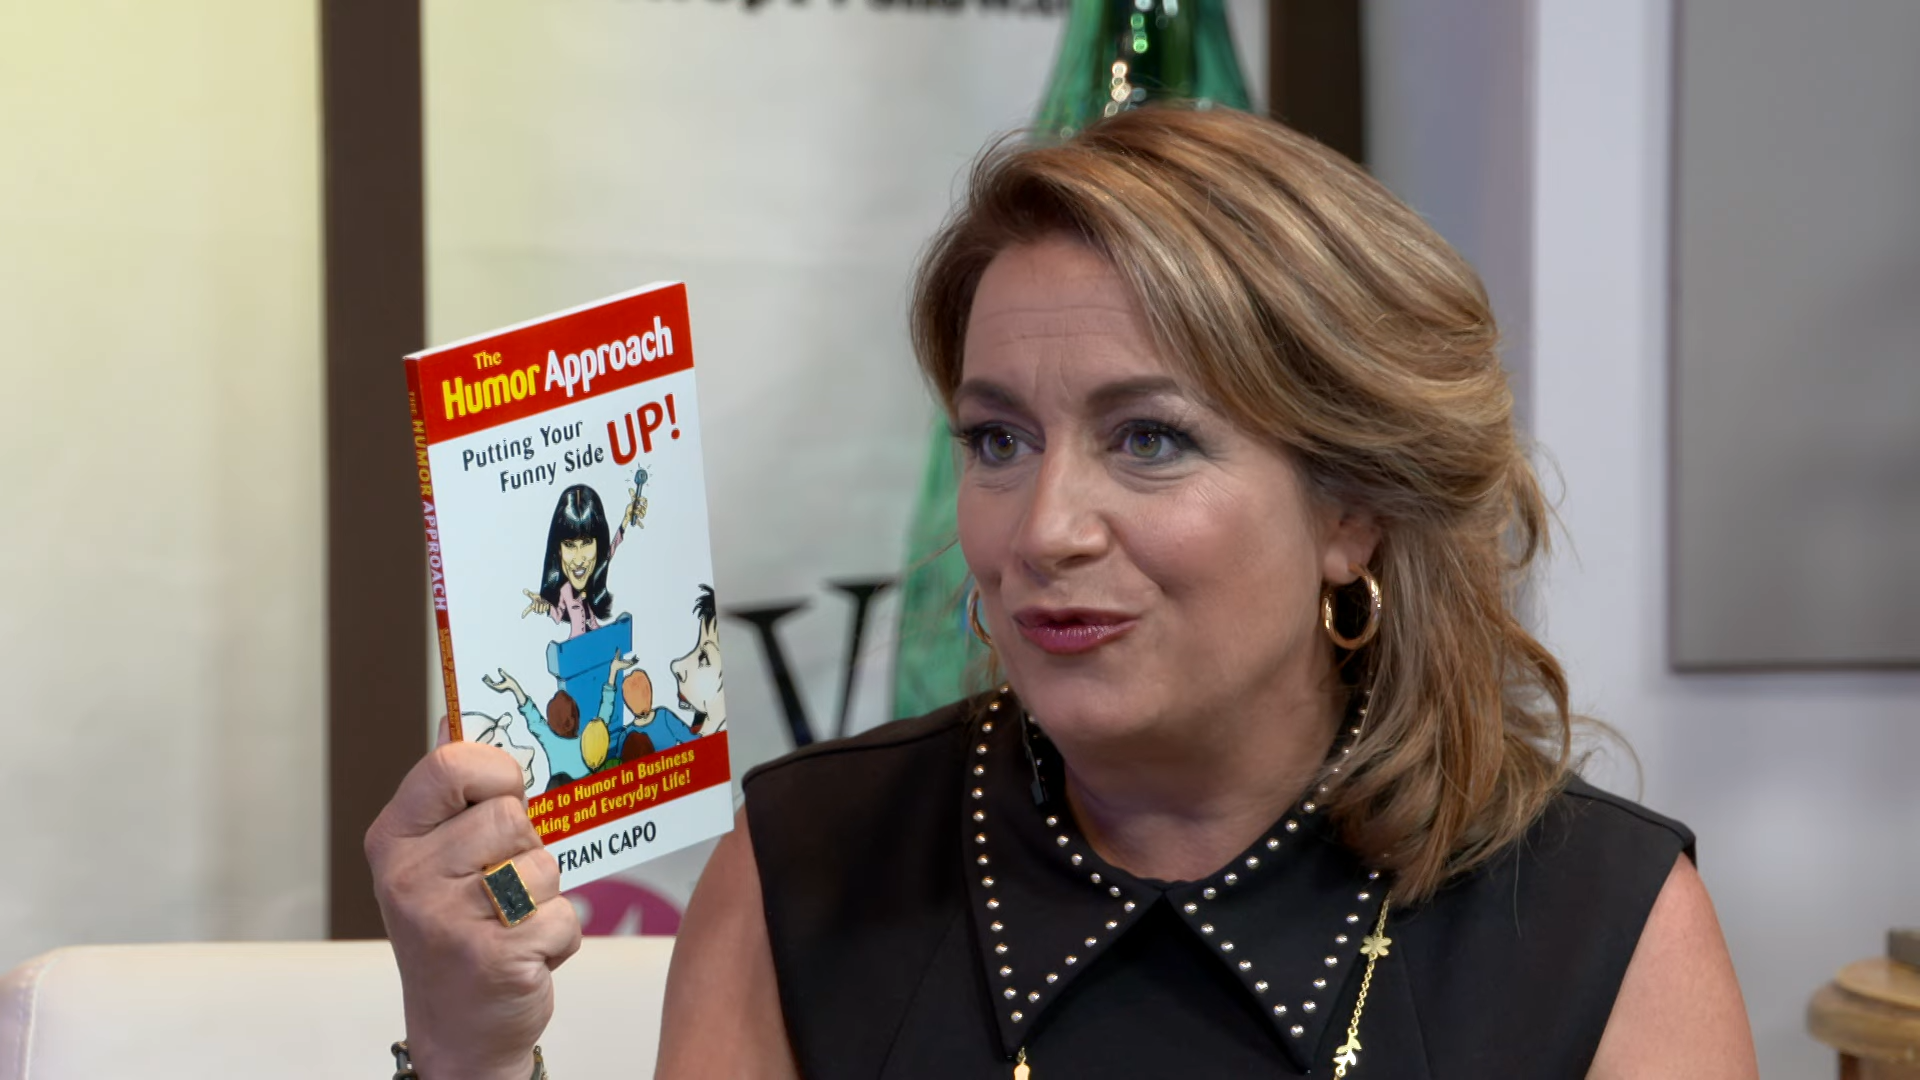 The
Humor Approach
Putting Your
Funny Side UP!
uide to Humor in Business
aking and Everyday Life!
FRAN CAPO
THE HUMOR APPROACH
V